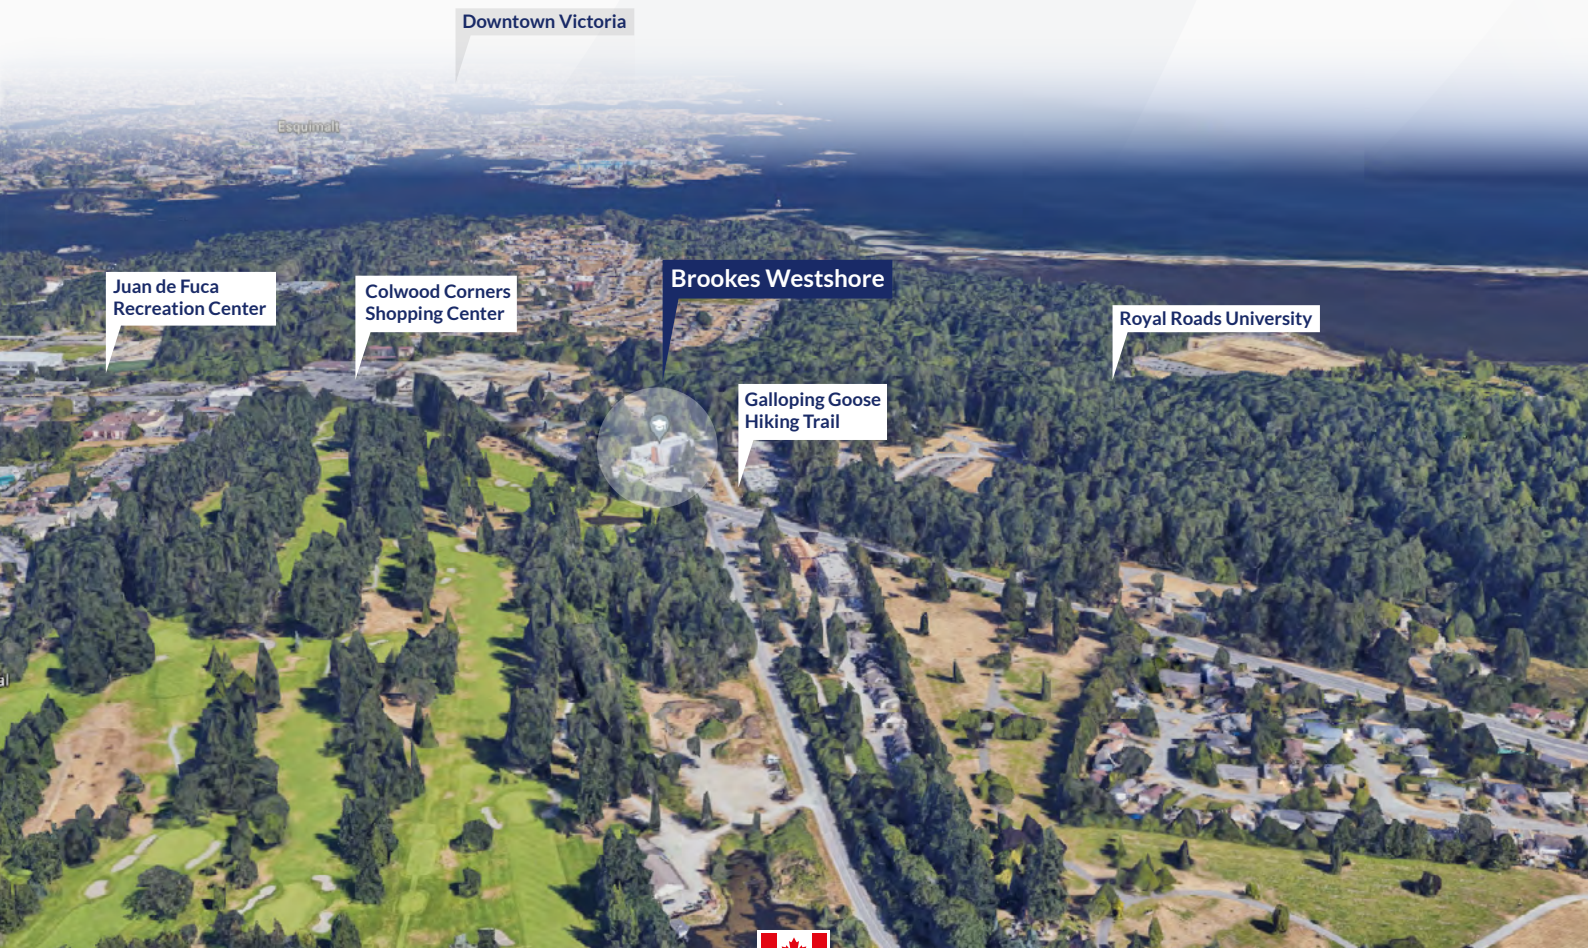 Downtown Victoria
Esquimalt
Brookes Westshore
Juan de Fuca
Recreation Center
Colwood Corners
Shopping Center
Royal Roads University
Galloping Goose
Hiking Trail